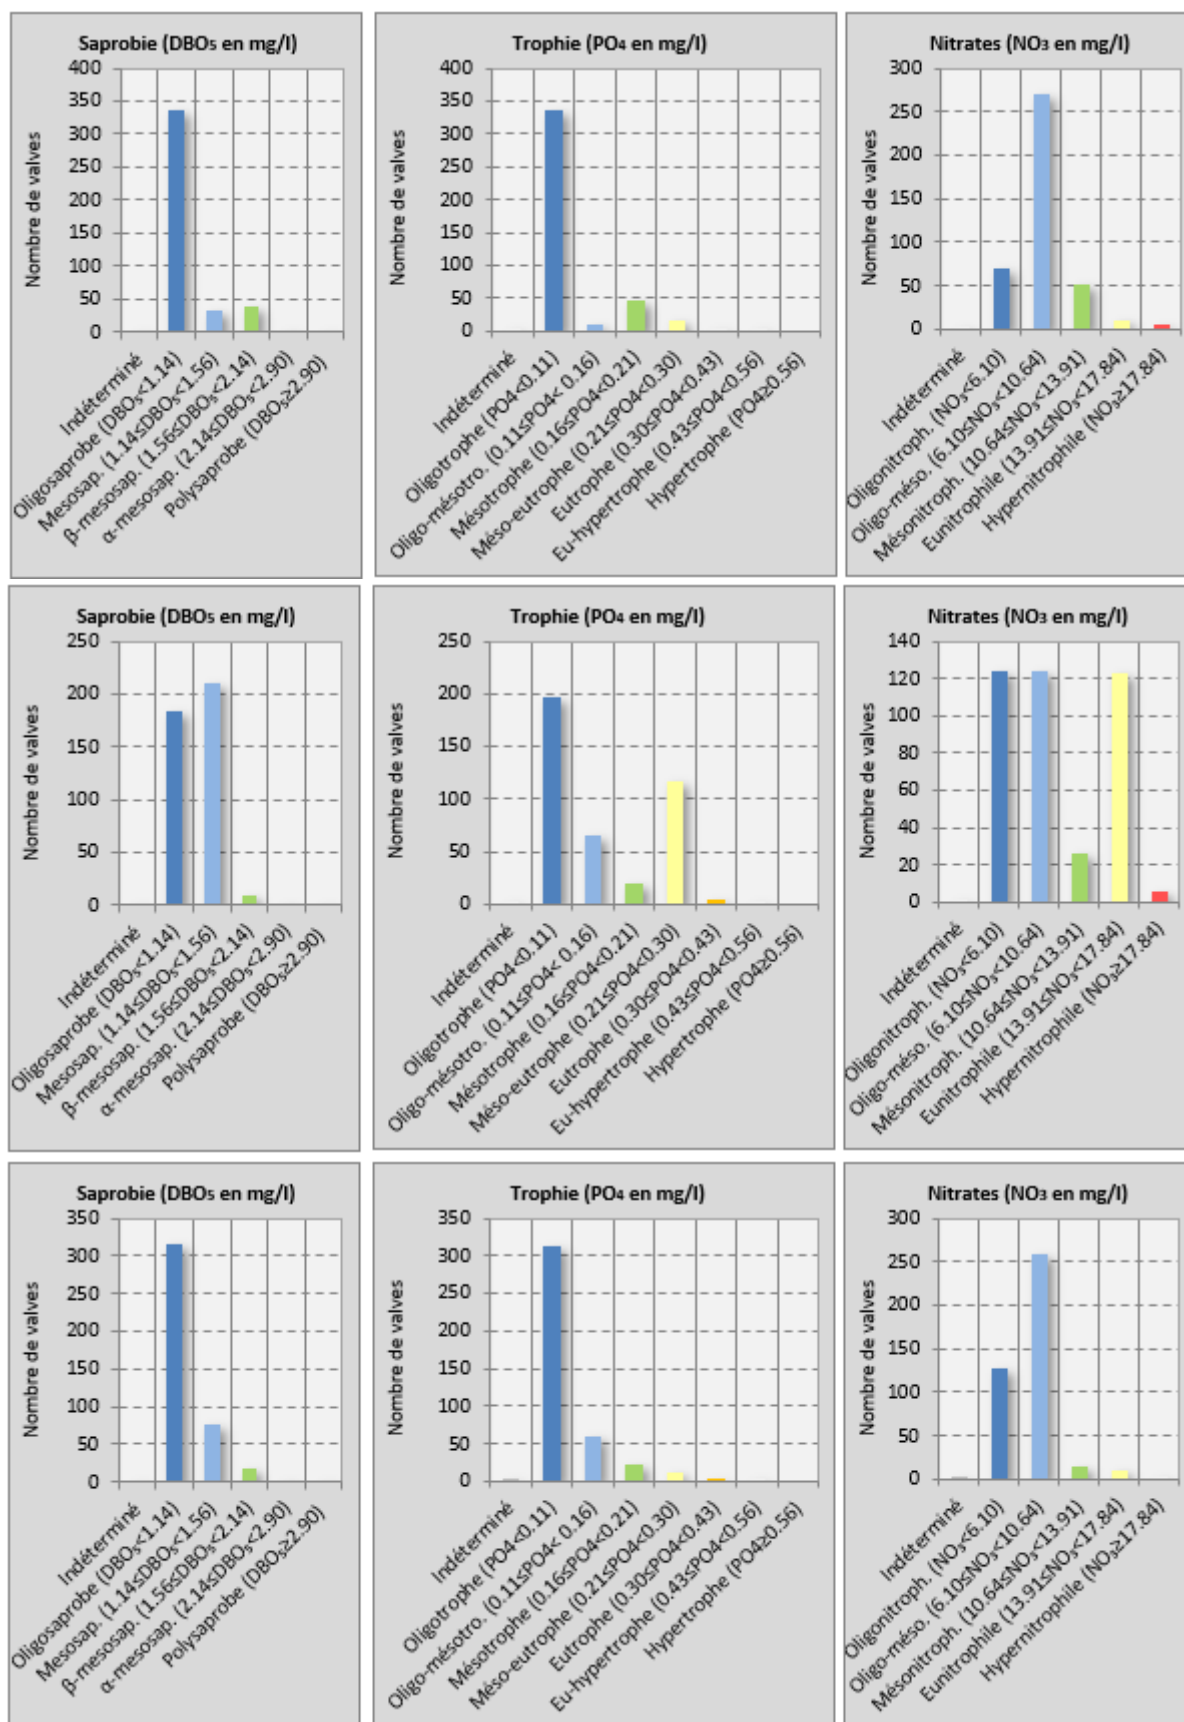 Saprobie (DBO₅ en mg/l)
Nombre de valves
400
350
300
250
200
150
100
50
0
Indéterminé
Oligosaprobe (DBO₅<1.14)
Mesosap. (1.14≤DBO₅<1.56)
β-mesosap. (1.56≤DBO₅<2.14)
α-mesosap. (2.14≤DBO₅<2.90)
Polysaprobe (DBO₅≥2.90)
Trophie (PO₄ en mg/l)
Nombre de valves
400
350
300
250
200
150
100
50
0
Indéterminé
Oligotrophe (PO4<0.11)
Oligo-mésotro. (0.11≤PO4< 0.16)
Mésotrophe (0.16≤PO4<0.21)
Méso-eutrophe (0.21≤PO4<0.30)
Eutrophe (0.30≤PO4<0.43)
Eu-hypertrophe (0.43≤PO4<0.56)
Hypertrophe (PO4≥0.56)
Nitrates (NO₃ en mg/l)
Nombre de valves
300
250
200
150
100
50
0
Indéterminé
Oligonitroph. (NO₃<6.10)
Oligo-méso. (6.10≤NO₃<10.64)
Mésonitroph. (10.64≤NO₃<13.91)
Eunitrophile (13.91≤NO₃<17.84)
Hypernitrophile (NO₃≥17.84)
Saprobie (DBO₅ en mg/l)
Nombre de valves
250
200
150
100
50
0
Indéterminé
Oligosaprobe (DBO₅<1.14)
Mesosap. (1.14≤DBO₅<1.56)
β-mesosap. (1.56≤DBO₅<2.14)
α-mesosap. (2.14≤DBO₅<2.90)
Polysaprobe (DBO₅≥2.90)
Trophie (PO₄ en mg/l)
Nombre de valves
250
200
150
100
50
0
Indéterminé
Oligotrophe (PO4<0.11)
Oligo-mésotro. (0.11≤PO4< 0.16)
Mésotrophe (0.16≤PO4<0.21)
Méso-eutrophe (0.21≤PO4<0.30)
Eutrophe (0.30≤PO4<0.43)
Eu-hypertrophe (0.43≤PO4<0.56)
Hypertrophe (PO4≥0.56)
Nitrates (NO₃ en mg/l)
Nombre de valves
140
120
100
80
60
40
20
0
Indéterminé
Oligonitroph. (NO₃<6.10)
Oligo-méso. (6.10≤NO₃<10.64)
Mésonitroph. (10.64≤NO₃<13.91)
Eunitrophile (13.91≤NO₃<17.84)
Hypernitrophile (NO₃≥17.84)
Saprobie (DBO₅ en mg/l)
Nombre de valves
350
300
250
200
150
100
50
0
Indéterminé
Oligosaprobe (DBO₅<1.14)
Mesosap. (1.14≤DBO₅<1.56)
β-mesosap. (1.56≤DBO₅<2.14)
α-mesosap. (2.14≤DBO₅<2.90)
Polysaprobe (DBO₅≥2.90)
Trophie (PO₄ en mg/l)
Nombre de valves
350
300
250
200
150
100
50
0
Indéterminé
Oligotrophe (PO4<0.11)
Oligo-mésotro. (0.11≤PO4< 0.16)
Mésotrophe (0.16≤PO4<0.21)
Méso-eutrophe (0.21≤PO4<0.30)
Eutrophe (0.30≤PO4<0.43)
Eu-hypertrophe (0.43≤PO4<0.56)
Hypertrophe (PO4≥0.56)
Nitrates (NO₃ en mg/l)
Nombre de valves
300
250
200
150
100
50
0
Indéterminé
Oligonitroph. (NO₃<6.10)
Oligo-méso. (6.10≤NO₃<10.64)
Mésonitroph. (10.64≤NO₃<13.91)
Eunitrophile (13.91≤NO₃<17.84)
Hypernitrophile (NO₃≥17.84)